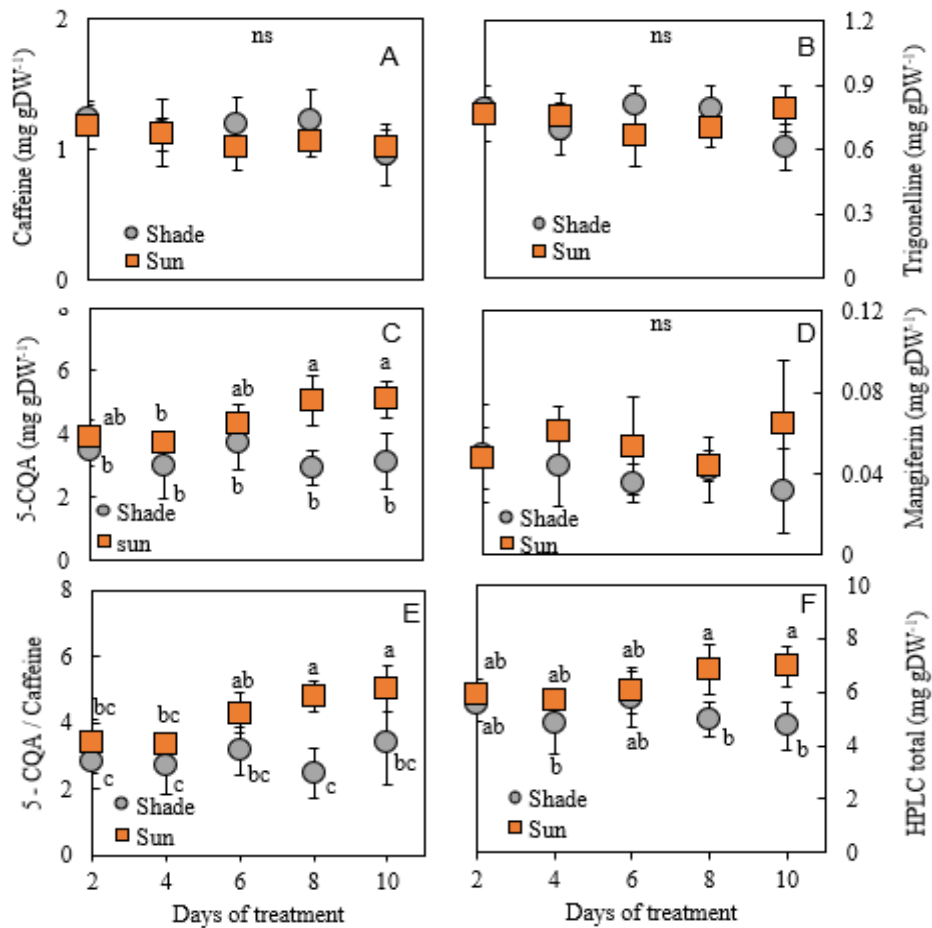 2
ns
A
Caffeine (mg gDW⁻¹)
1
Shade
Sun
0
1.2
ns
B
0.9
0.6
0.3
0
Trigonelline (mg gDW⁻¹)
Shade
Sun
8
C
6
4
2
0
5-CQA (mg gDW⁻¹)
ab
b
ab
a
a
b
b
b
b
b
Shade
sun
0.12
ns
D
0.08
0.04
0
Mangiferin (mg gDW⁻¹)
Shade
Sun
8
E
6
4
2
0
5 - CQA / Caffeine
bc
bc
ab
a
a
c
c
bc
c
bc
Shade
Sun
2
4
6
8
10
Days of treatment
10
F
8
6
4
2
0
HPLC total (mg gDW⁻¹)
ab
ab
ab
a
a
ab
b
ab
b
b
Shade
Sun
2
4
6
8
10
Days of treatment